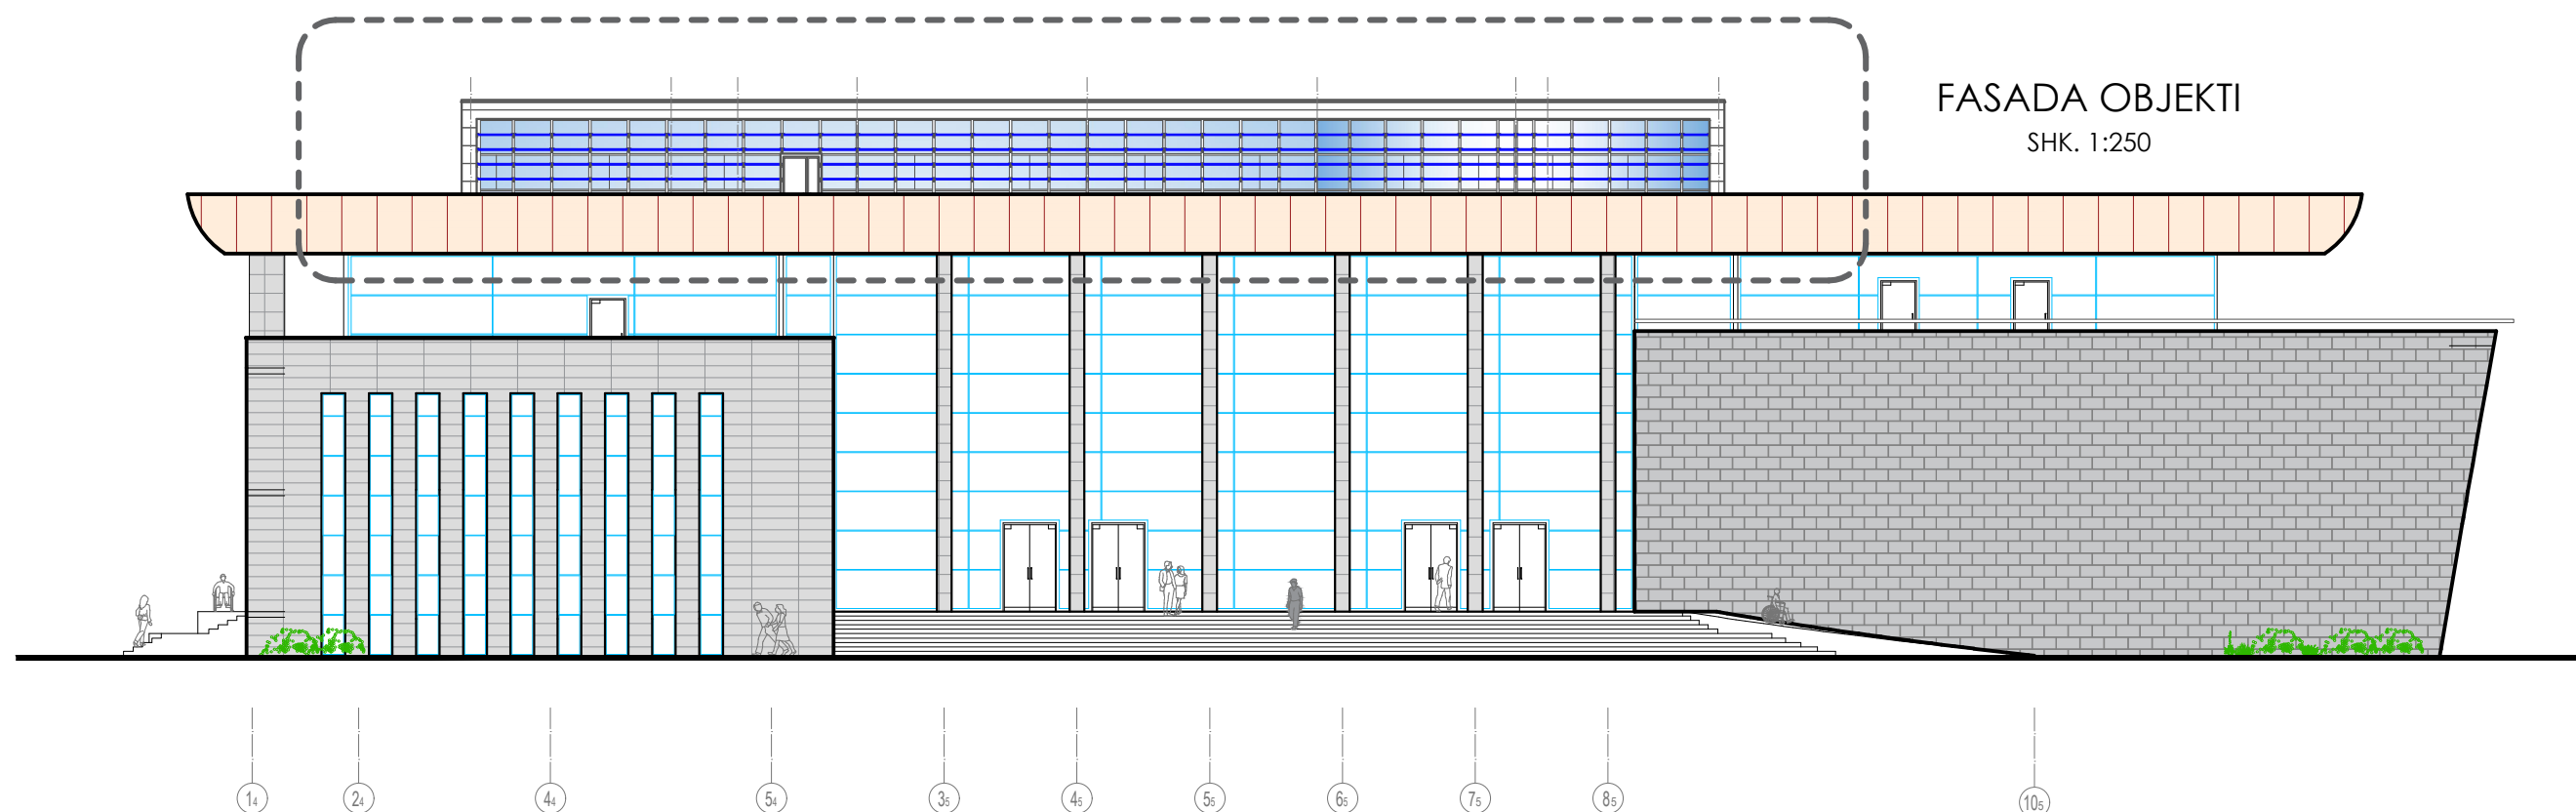 FASADA OBJEKTI
SHK. 1:250
1₄ 2₄ 4₄ 5₄ 3₅ 4₅ 5₅ 6₅ 7₅ 8₅ 10₅